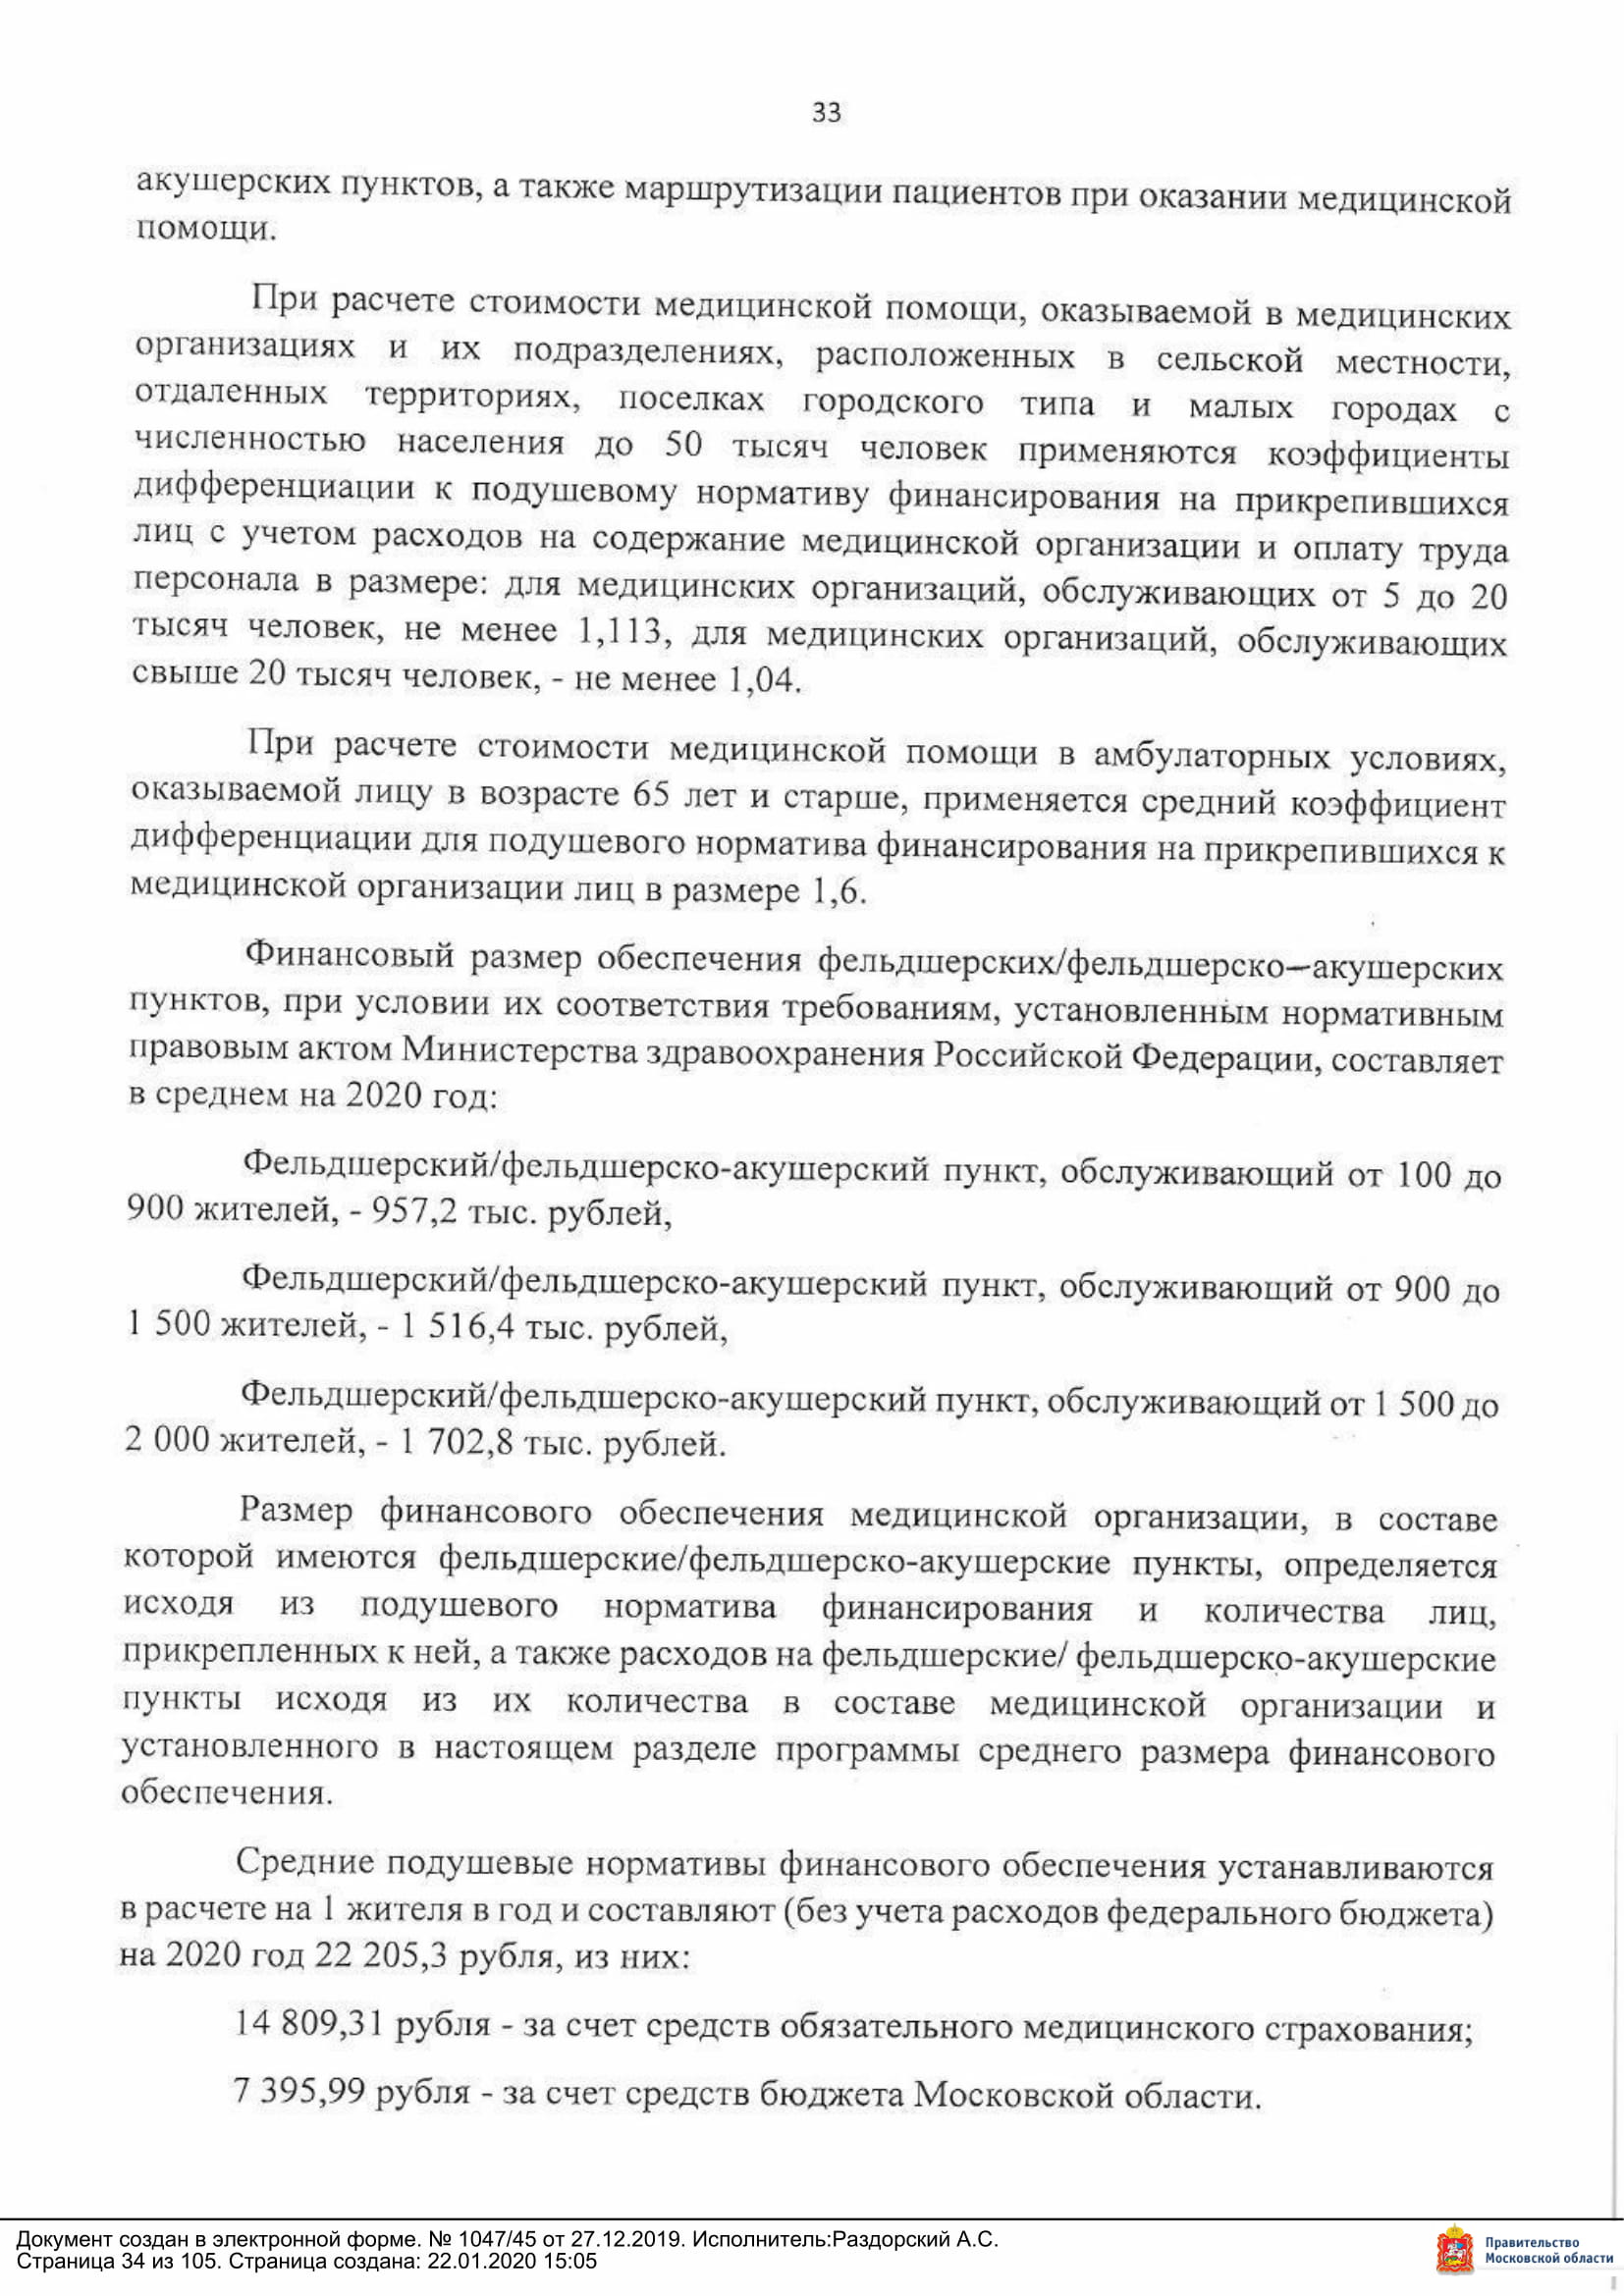 33
акушерских пунктов, а также маршрутизации пациентов при оказании медицинской
помощи.
При расчете стоимости медицинской помощи, оказываемой в медицинских
организациях и их подразделениях, расположенных в сельской местности,
отдаленных территориях, поселках городского типа и малых городах с
численностью населения до 50 тысяч человек применяются коэффициенты
дифференциации к подушевому нормативу финансирования на прикрепившихся
лиц с учетом расходов на содержание медицинской организации и оплату труда
персонала в размере: для медицинских организаций, обслуживающих от 5 до 20
тысяч человек, не менее 1,113, для медицинских организаций, обслуживающих
свыше 20 тысяч человек, - не менее 1,04.
При расчете стоимости медицинской помощи в амбулаторных условиях,
оказываемой лицу в возрасте 65 лет и старше, применяется средний коэффициент
дифференциации для подушевого норматива финансирования на прикрепившихся к
медицинской организации лиц в размере 1,6.
Финансовый размер обеспечения фельдшерских/фельдшерско–акушерских
пунктов, при условии их соответствия требованиям, установленным нормативным
правовым актом Министерства здравоохранения Российской Федерации, составляет
в среднем на 2020 год:
Фельдшерский/фельдшерско-акушерский пункт, обслуживающий от 100 до
900 жителей, - 957,2 тыс. рублей,
Фельдшерский/фельдшерско-акушерский пункт, обслуживающий от 900 до
1 500 жителей, - 1 516,4 тыс. рублей,
Фельдшерский/фельдшерско-акушерский пункт, обслуживающий от 1 500 до
2 000 жителей, - 1 702,8 тыс. рублей.
Размер финансового обеспечения медицинской организации, в составе
которой имеются фельдшерские/фельдшерско-акушерские пункты, определяется
исходя из подушевого норматива финансирования и количества лиц,
прикрепленных к ней, а также расходов на фельдшерские/ фельдшерско-акушерские
пункты исходя из их количества в составе медицинской организации и
установленного в настоящем разделе программы среднего размера финансового
обеспечения.
Средние подушевые нормативы финансового обеспечения устанавливаются
в расчете на 1 жителя в год и составляют (без учета расходов федерального бюджета)
на 2020 год 22 205,3 рубля, из них:
14 809,31 рубля - за счет средств обязательного медицинского страхования;
7 395,99 рубля - за счет средств бюджета Московской области.
Документ создан в электронной форме. № 1047/45 от 27.12.2019. Исполнитель:Раздорский А.С.
Страница 34 из 105. Страница создана: 22.01.2020 15:05
Правительство
Московской области